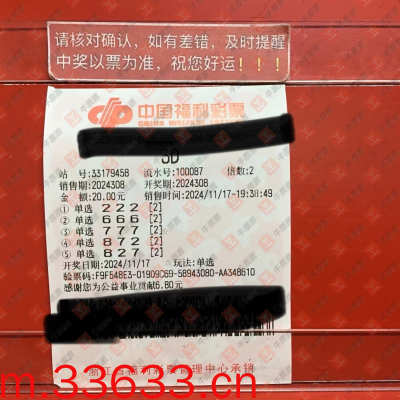 请核对确认，如有差错，及时提醒
中奖以票为准，祝您好运！！！
中国福利彩票
3D
站 号:33179458 流水号:100087 倍数:2
销售期:2024308 开奖期:2024308
金 额:20.00元 销售时间:2024/11/17-19:38:49
① 单选 2 2 2 [2]
② 单选 6 6 6 [2]
③ 单选 7 7 7 [2]
④ 单选 8 7 2 [2]
⑤ 单选 8 2 7 [2]
开奖日期:2024/11/17 玩法:单选
验票码:F9F548E3-01909C69-58943080-AA348610
感谢您为公益事业贡献6.80元
m.33633.cn